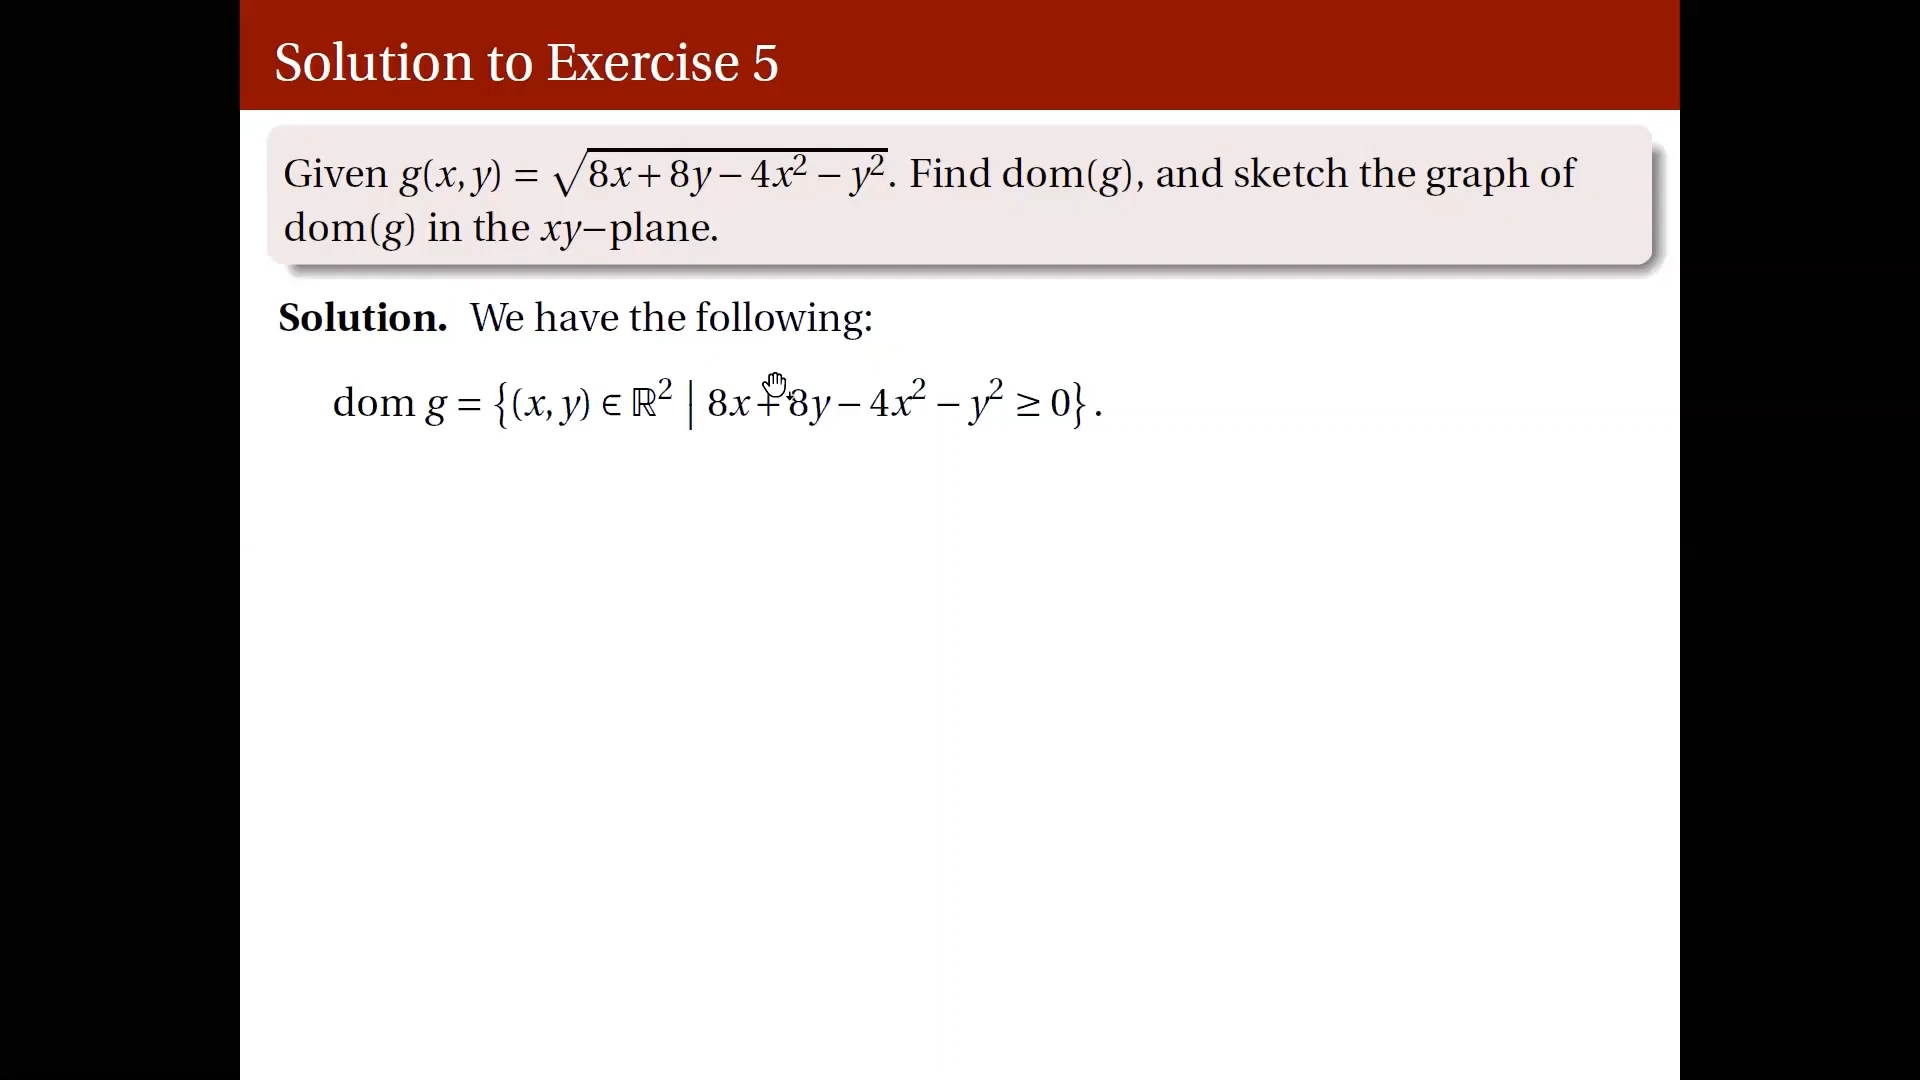 Solution to Exercise 5
Given g(x, y) = √(8x + 8y − 4x² − y²). Find dom(g), and sketch the graph of
dom(g) in the xy−plane.
Solution. We have the following:
dom g = {(x, y) ∈ ℝ² | 8x + 8y − 4x² − y² ≥ 0}.